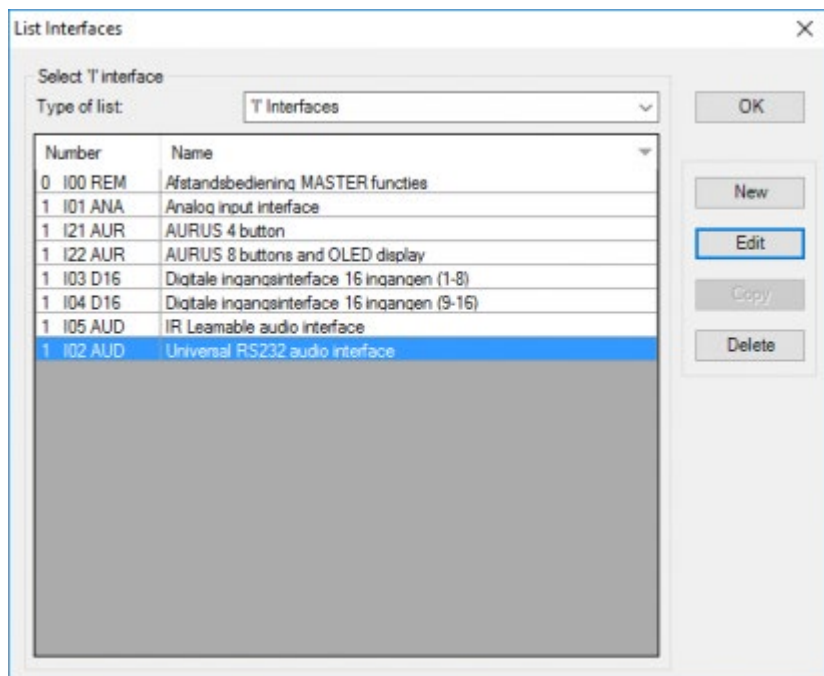 List Interfaces
Select 'I' interface
Type of list: 'I' Interfaces
OK
Number Name
0 I00 REM Afstandsbediening MASTER functies
1 I01 ANA Analog input interface
1 I21 AUR AURUS 4 button
1 I22 AUR AURUS 8 buttons and OLED display
1 I03 D16 Digitale ingangsinterface 16 ingangen (1-8)
1 I04 D16 Digitale ingangsinterface 16 ingangen (9-16)
1 I05 AUD IR Learnable audio interface
1 I02 AUD Universal RS232 audio interface
New
Edit
Copy
Delete